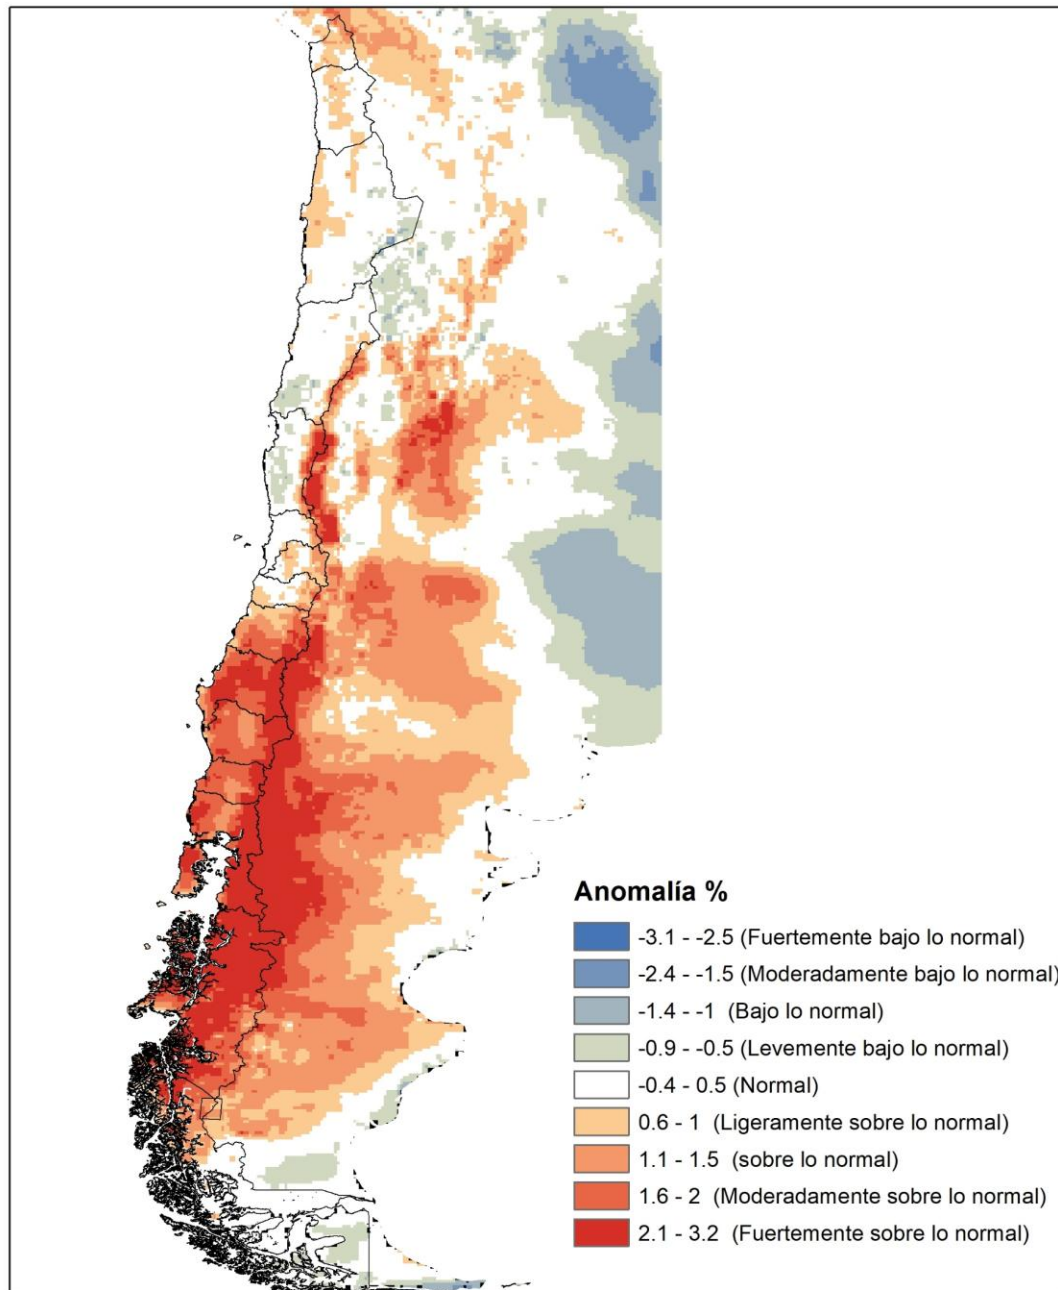 Anomalía %
-3.1 - -2.5 (Fuertemente bajo lo normal)
-2.4 - -1.5 (Moderadamente bajo lo normal)
-1.4 - -1 (Bajo lo normal)
-0.9 - -0.5 (Levemente bajo lo normal)
-0.4 - 0.5 (Normal)
0.6 - 1 (Ligeramente sobre lo normal)
1.1 - 1.5 (sobre lo normal)
1.6 - 2 (Moderadamente sobre lo normal)
2.1 - 3.2 (Fuertemente sobre lo normal)